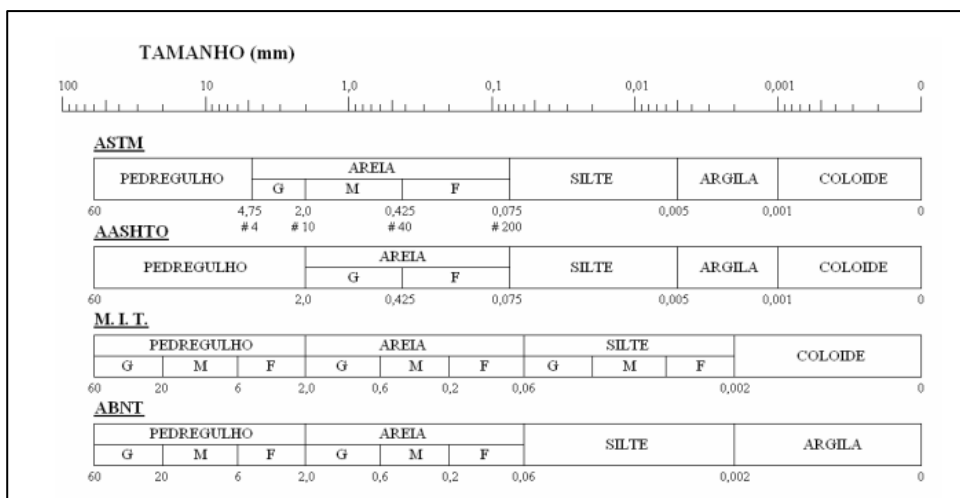 TAMANHO (mm)
100 10 1,0 0,1 0,01 0,001 0
ASTM
PEDREGULHO AREIA SILTE ARGILA COLOIDE
G M F
60 4,75 2,0 0,425 0,075 0,005 0,001 0
# 4 # 10 # 40 # 200
AASHTO
PEDREGULHO AREIA SILTE ARGILA COLOIDE
G F
60 2,0 0,425 0,075 0,005 0,001 0
M. I. T.
PEDREGULHO AREIA SILTE COLOIDE
G M F G M F G M F
60 20 6 2,0 0,6 0,2 0,06 0,002 0
ABNT
PEDREGULHO AREIA SILTE ARGILA
G M F G M F
60 20 6 2,0 0,6 0,2 0,06 0,002 0